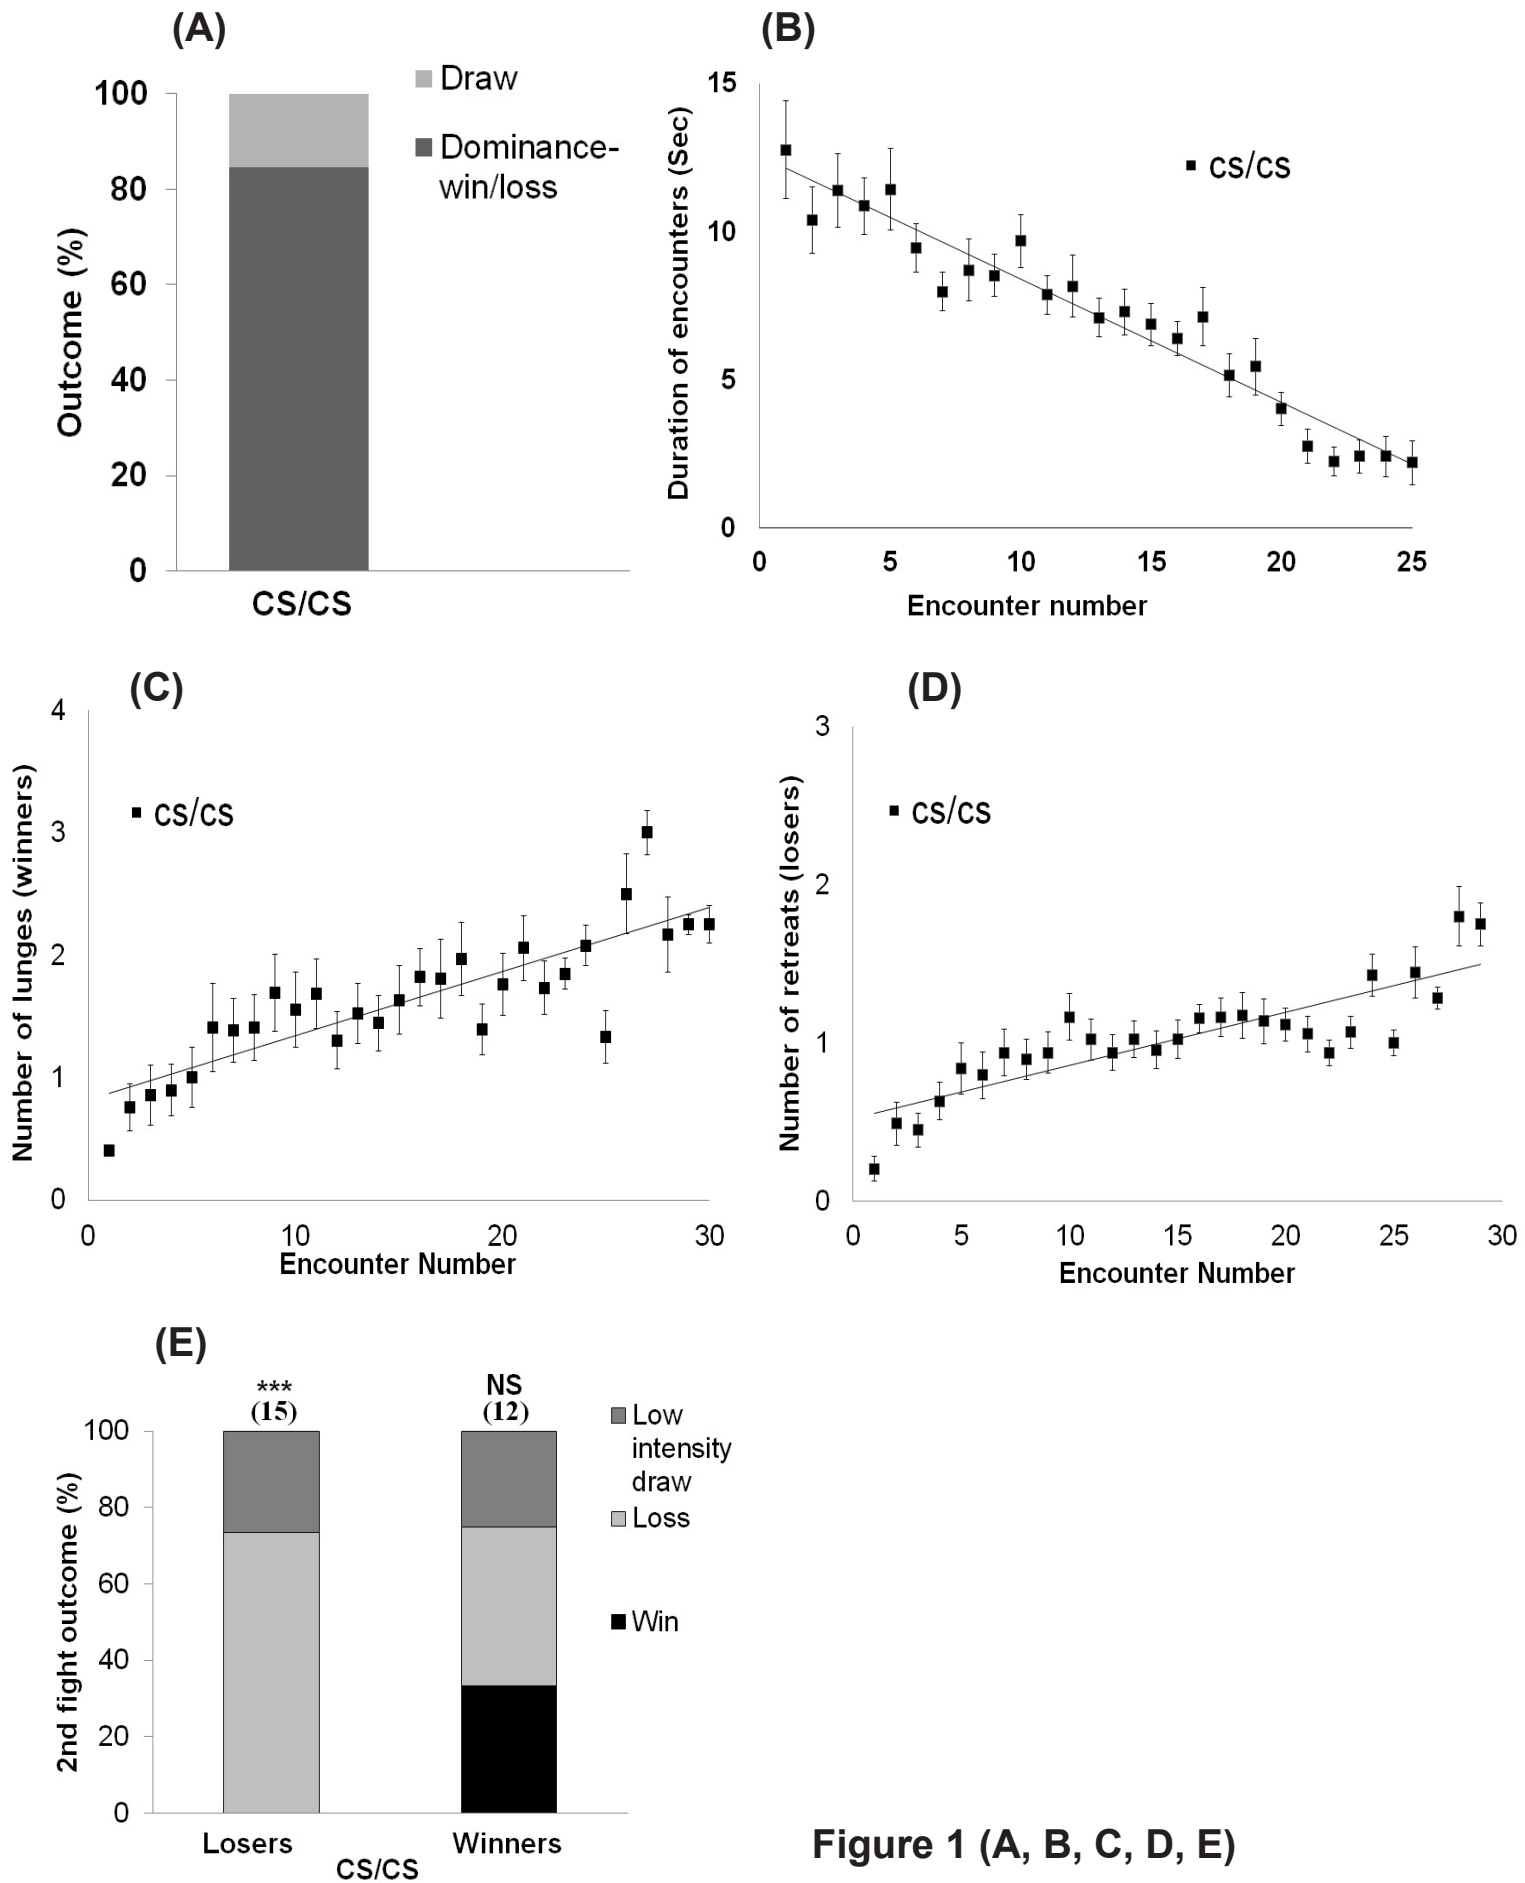 (A)
Draw
Dominance-
win/loss
100
80
60
40
20
0
Outcome (%)
CS/CS
(B)
15
10
5
0
Duration of encounters (Sec)
CS/CS
0 5 10 15 20 25
Encounter number
(C)
4
3
2
1
0
Number of lunges (winners)
CS/CS
0 10 20 30
Encounter Number
(D)
3
2
1
0
Number of retreats (losers)
CS/CS
0 5 10 15 20 25 30
Encounter Number
(E)
*** NS
(15) (12)
100
80
60
40
20
0
2nd fight outcome (%)
Low
intensity
draw
Loss
Win
Losers Winners
CS/CS
Figure 1 (A, B, C, D, E)